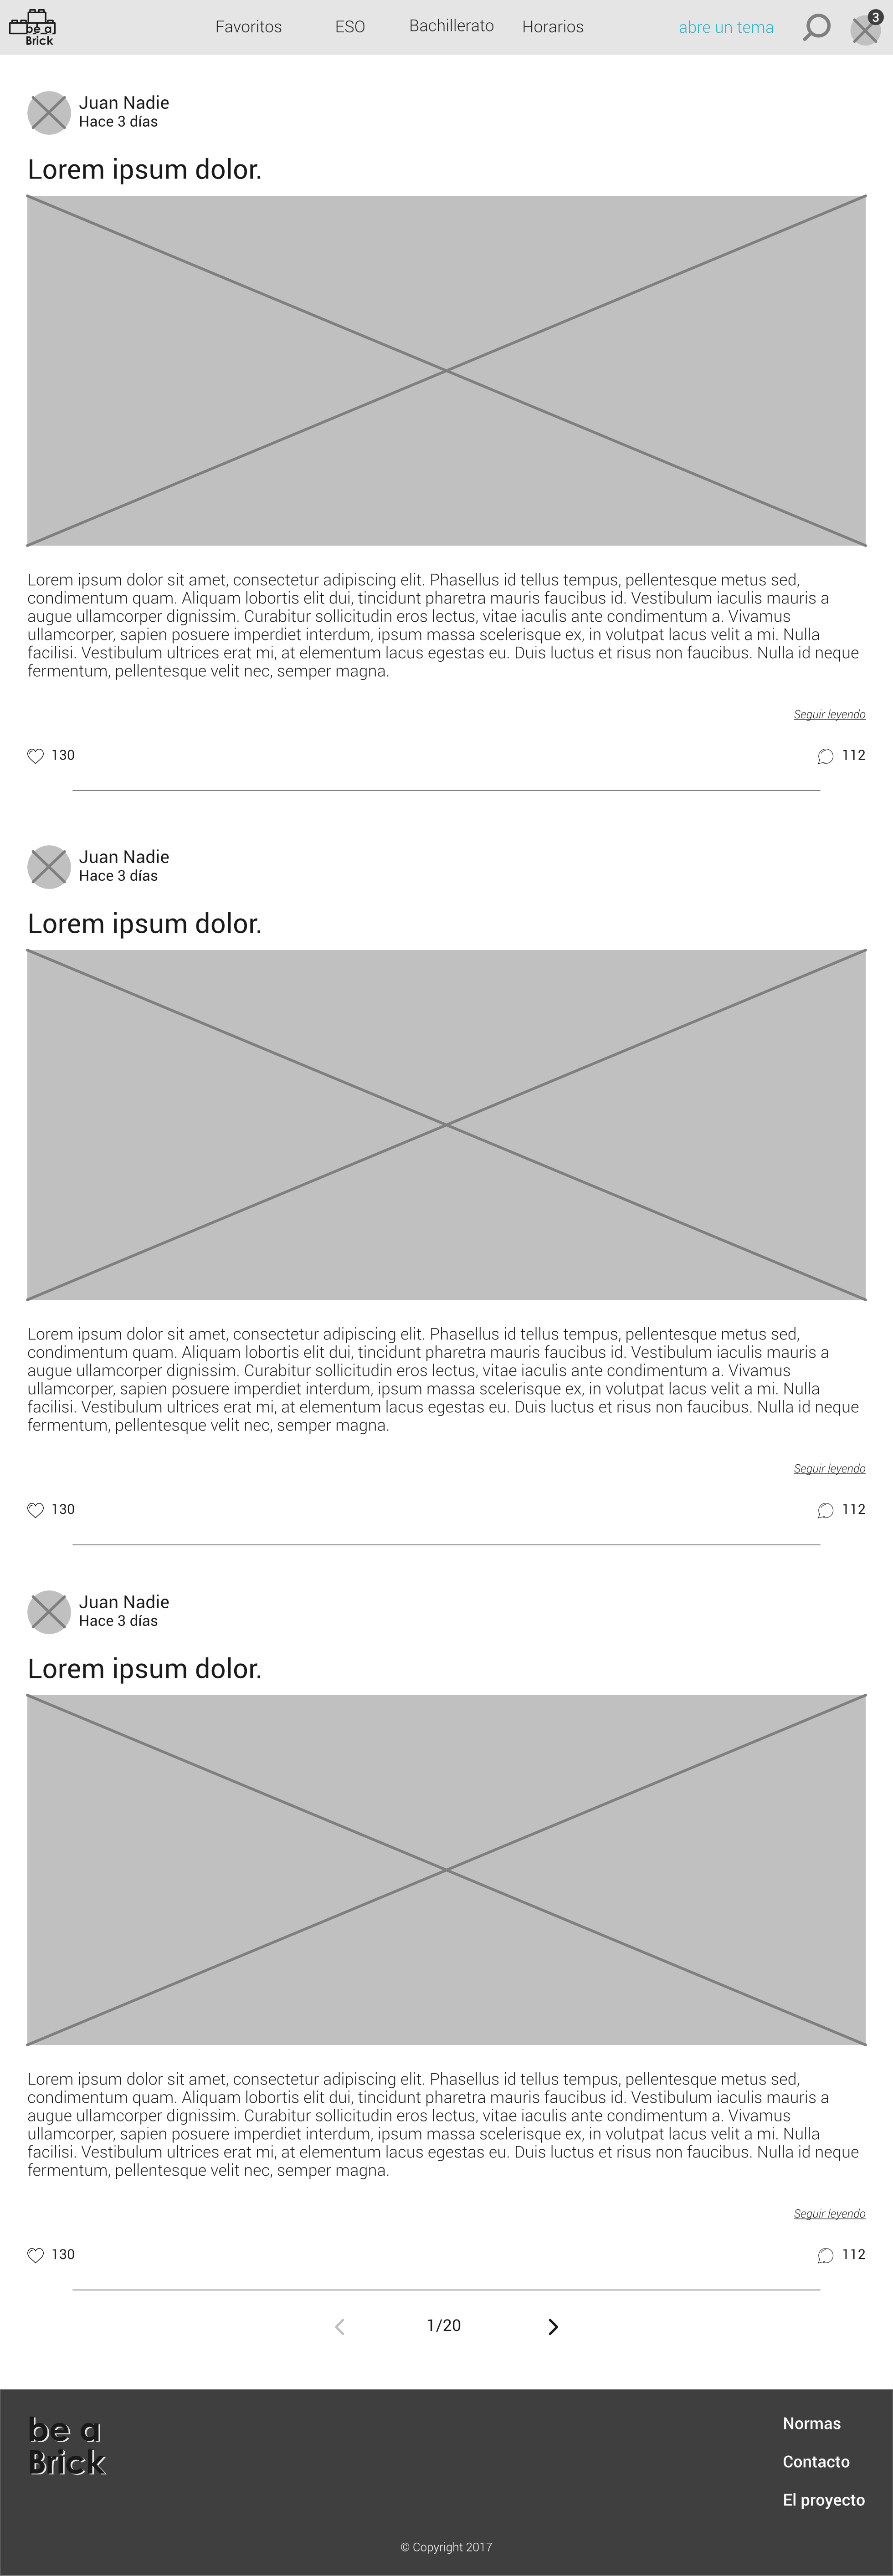 be a
Brick
Favoritos ESO Bachillerato Horarios abre un tema 3
Juan Nadie
Hace 3 días
Lorem ipsum dolor.
Lorem ipsum dolor sit amet, consectetur adipiscing elit. Phasellus id tellus tempus, pellentesque metus sed,
condimentum quam. Aliquam lobortis elit dui, tincidunt pharetra mauris faucibus id. Vestibulum iaculis mauris a
augue ullamcorper dignissim. Curabitur sollicitudin eros lectus, vitae iaculis ante condimentum a. Vivamus
ullamcorper, sapien posuere imperdiet interdum, ipsum massa scelerisque ex, in volutpat lacus velit a mi. Nulla
facilisi. Vestibulum ultrices erat mi, at elementum lacus egestas eu. Duis luctus et risus non faucibus. Nulla id neque
fermentum, pellentesque velit nec, semper magna.
Seguir leyendo
130 112
Juan Nadie
Hace 3 días
Lorem ipsum dolor.
Lorem ipsum dolor sit amet, consectetur adipiscing elit. Phasellus id tellus tempus, pellentesque metus sed,
condimentum quam. Aliquam lobortis elit dui, tincidunt pharetra mauris faucibus id. Vestibulum iaculis mauris a
augue ullamcorper dignissim. Curabitur sollicitudin eros lectus, vitae iaculis ante condimentum a. Vivamus
ullamcorper, sapien posuere imperdiet interdum, ipsum massa scelerisque ex, in volutpat lacus velit a mi. Nulla
facilisi. Vestibulum ultrices erat mi, at elementum lacus egestas eu. Duis luctus et risus non faucibus. Nulla id neque
fermentum, pellentesque velit nec, semper magna.
Seguir leyendo
130 112
Juan Nadie
Hace 3 días
Lorem ipsum dolor.
Lorem ipsum dolor sit amet, consectetur adipiscing elit. Phasellus id tellus tempus, pellentesque metus sed,
condimentum quam. Aliquam lobortis elit dui, tincidunt pharetra mauris faucibus id. Vestibulum iaculis mauris a
augue ullamcorper dignissim. Curabitur sollicitudin eros lectus, vitae iaculis ante condimentum a. Vivamus
ullamcorper, sapien posuere imperdiet interdum, ipsum massa scelerisque ex, in volutpat lacus velit a mi. Nulla
facilisi. Vestibulum ultrices erat mi, at elementum lacus egestas eu. Duis luctus et risus non faucibus. Nulla id neque
fermentum, pellentesque velit nec, semper magna.
Seguir leyendo
130 112
1/20
be a
Brick
Normas
Contacto
El proyecto
© Copyright 2017